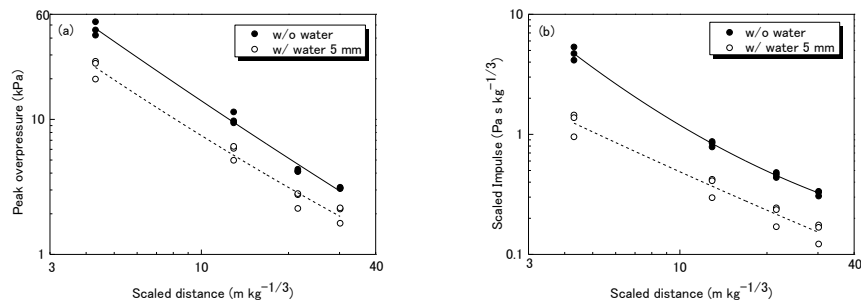 60
(a)
w/o water
w/ water 5 mm
10
Peak overpressure (kPa)
1
3
10
40
Scaled distance (m kg^-1/3)
10
(b)
w/o water
w/ water 5 mm
1
Scaled Impulse (Pa s kg^-1/3)
0.1
3
10
40
Scaled distance (m kg^-1/3)